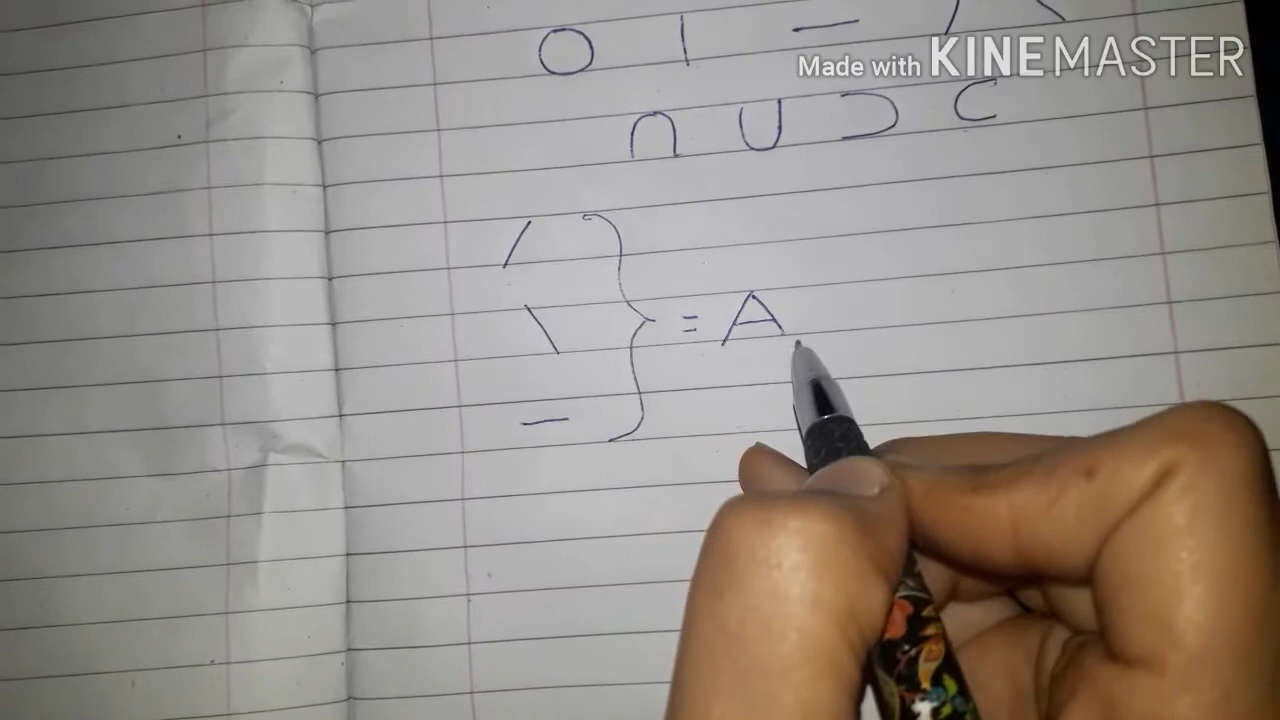 O | — / \
Made with KINEMASTER
∩ U ⊃ C
/
\ } = A
—